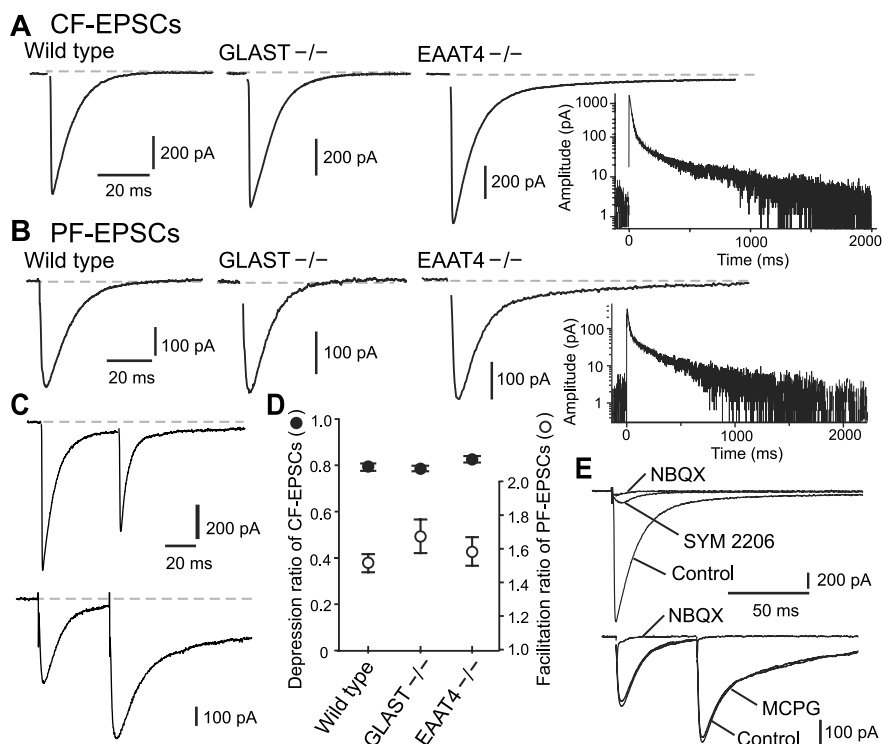 A CF-EPSCs
Wild type GLAST −/− EAAT4 −/−
200 pA
20 ms
200 pA
200 pA
Amplitude (pA)
1000
100
10
1
0 1000 2000
Time (ms)
B PF-EPSCs
Wild type GLAST −/− EAAT4 −/−
100 pA
20 ms
100 pA
100 pA
Amplitude (pA)
100
10
1
0 1000 2000
Time (ms)
C
200 pA
20 ms
100 pA
D
Depression ratio of CF-EPSCs (●)
1.0
0.8
0.6
0.4
0.2
0
Facilitation ratio of PF-EPSCs (○)
2.0
1.8
1.6
1.4
1.2
1.0
Wild type
GLAST −/−
EAAT4 −/−
E
NBQX
SYM 2206
Control
200 pA
50 ms
NBQX
MCPG
Control
100 pA